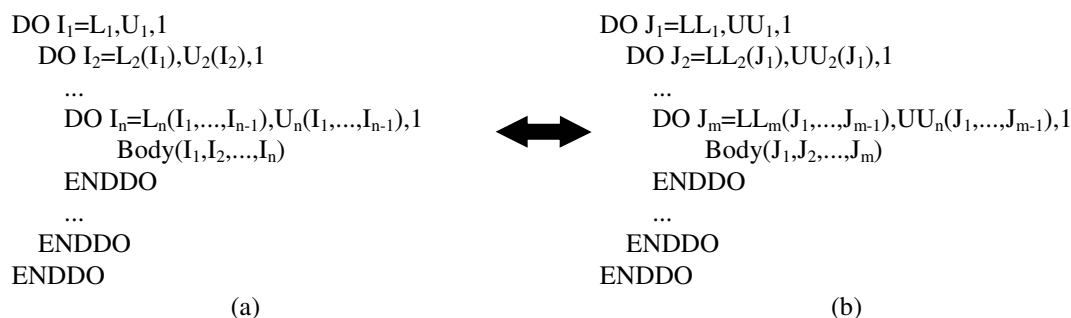 DO I₁=L₁,U₁,1
DO I₂=L₂(I₁),U₂(I₂),1
...
DO Iₙ=Lₙ(I₁,...,Iₙ₋₁),Uₙ(I₁,...,Iₙ₋₁),1
Body(I₁,I₂,...,Iₙ)
ENDDO
...
ENDDO
ENDDO
(a)
DO J₁=LL₁,UU₁,1
DO J₂=LL₂(J₁),UU₂(J₁),1
...
DO Jₘ=LLₘ(J₁,...,Jₘ₋₁),UUₙ(J₁,...,Jₘ₋₁),1
Body(J₁,J₂,...,Jₘ)
ENDDO
...
ENDDO
ENDDO
(b)